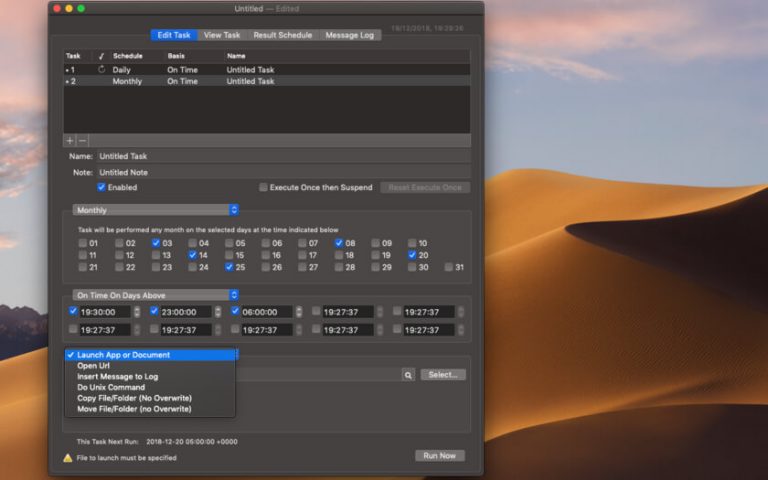 Untitled — Edited
Edit Task View Task Result Schedule Message Log 19/12/2018, 19:29:26
Task ✓ Schedule Basis Name
1 Daily On Time Untitled Task
2 Monthly On Time Untitled Task
+ −
Name: Untitled Task
Note: Untitled Note
Enabled Execute Once then Suspend Reset Execute Once
Monthly
Task will be performed any month on the selected days at the time indicated below
01 02 03 04 05 06 07 08 09 10
11 12 13 14 15 16 17 18 19 20
21 22 23 24 25 26 27 28 29 30 31
On Time On Days Above
19:30:00 23:00:00 06:00:00 19:27:37 19:27:37
19:27:37 19:27:37 19:27:37 19:27:37 19:27:37
✓ Launch App or Document
Open Url
Insert Message to Log Select...
Do Unix Command
Copy File/Folder (No Overwrite)
Move File/Folder (no Overwrite)
This Task Next Run: 2018-12-20 05:00:00 +0000
File to launch must be specified Run Now